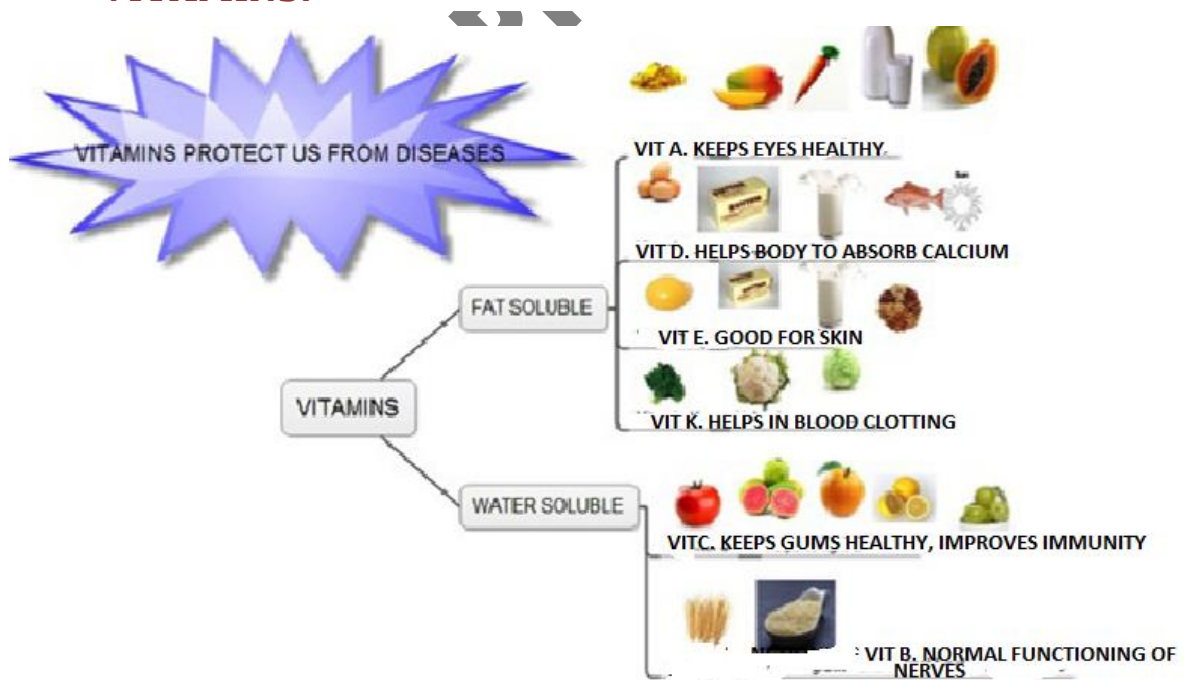 VITAMINS PROTECT US FROM DISEASES
VIT A. KEEPS EYES HEALTHY
VIT D. HELPS BODY TO ABSORB CALCIUM
FAT SOLUBLE
VIT E. GOOD FOR SKIN
VITAMINS
VIT K. HELPS IN BLOOD CLOTTING
WATER SOLUBLE
VITC. KEEPS GUMS HEALTHY, IMPROVES IMMUNITY
VIT B. NORMAL FUNCTIONING OF
NERVES